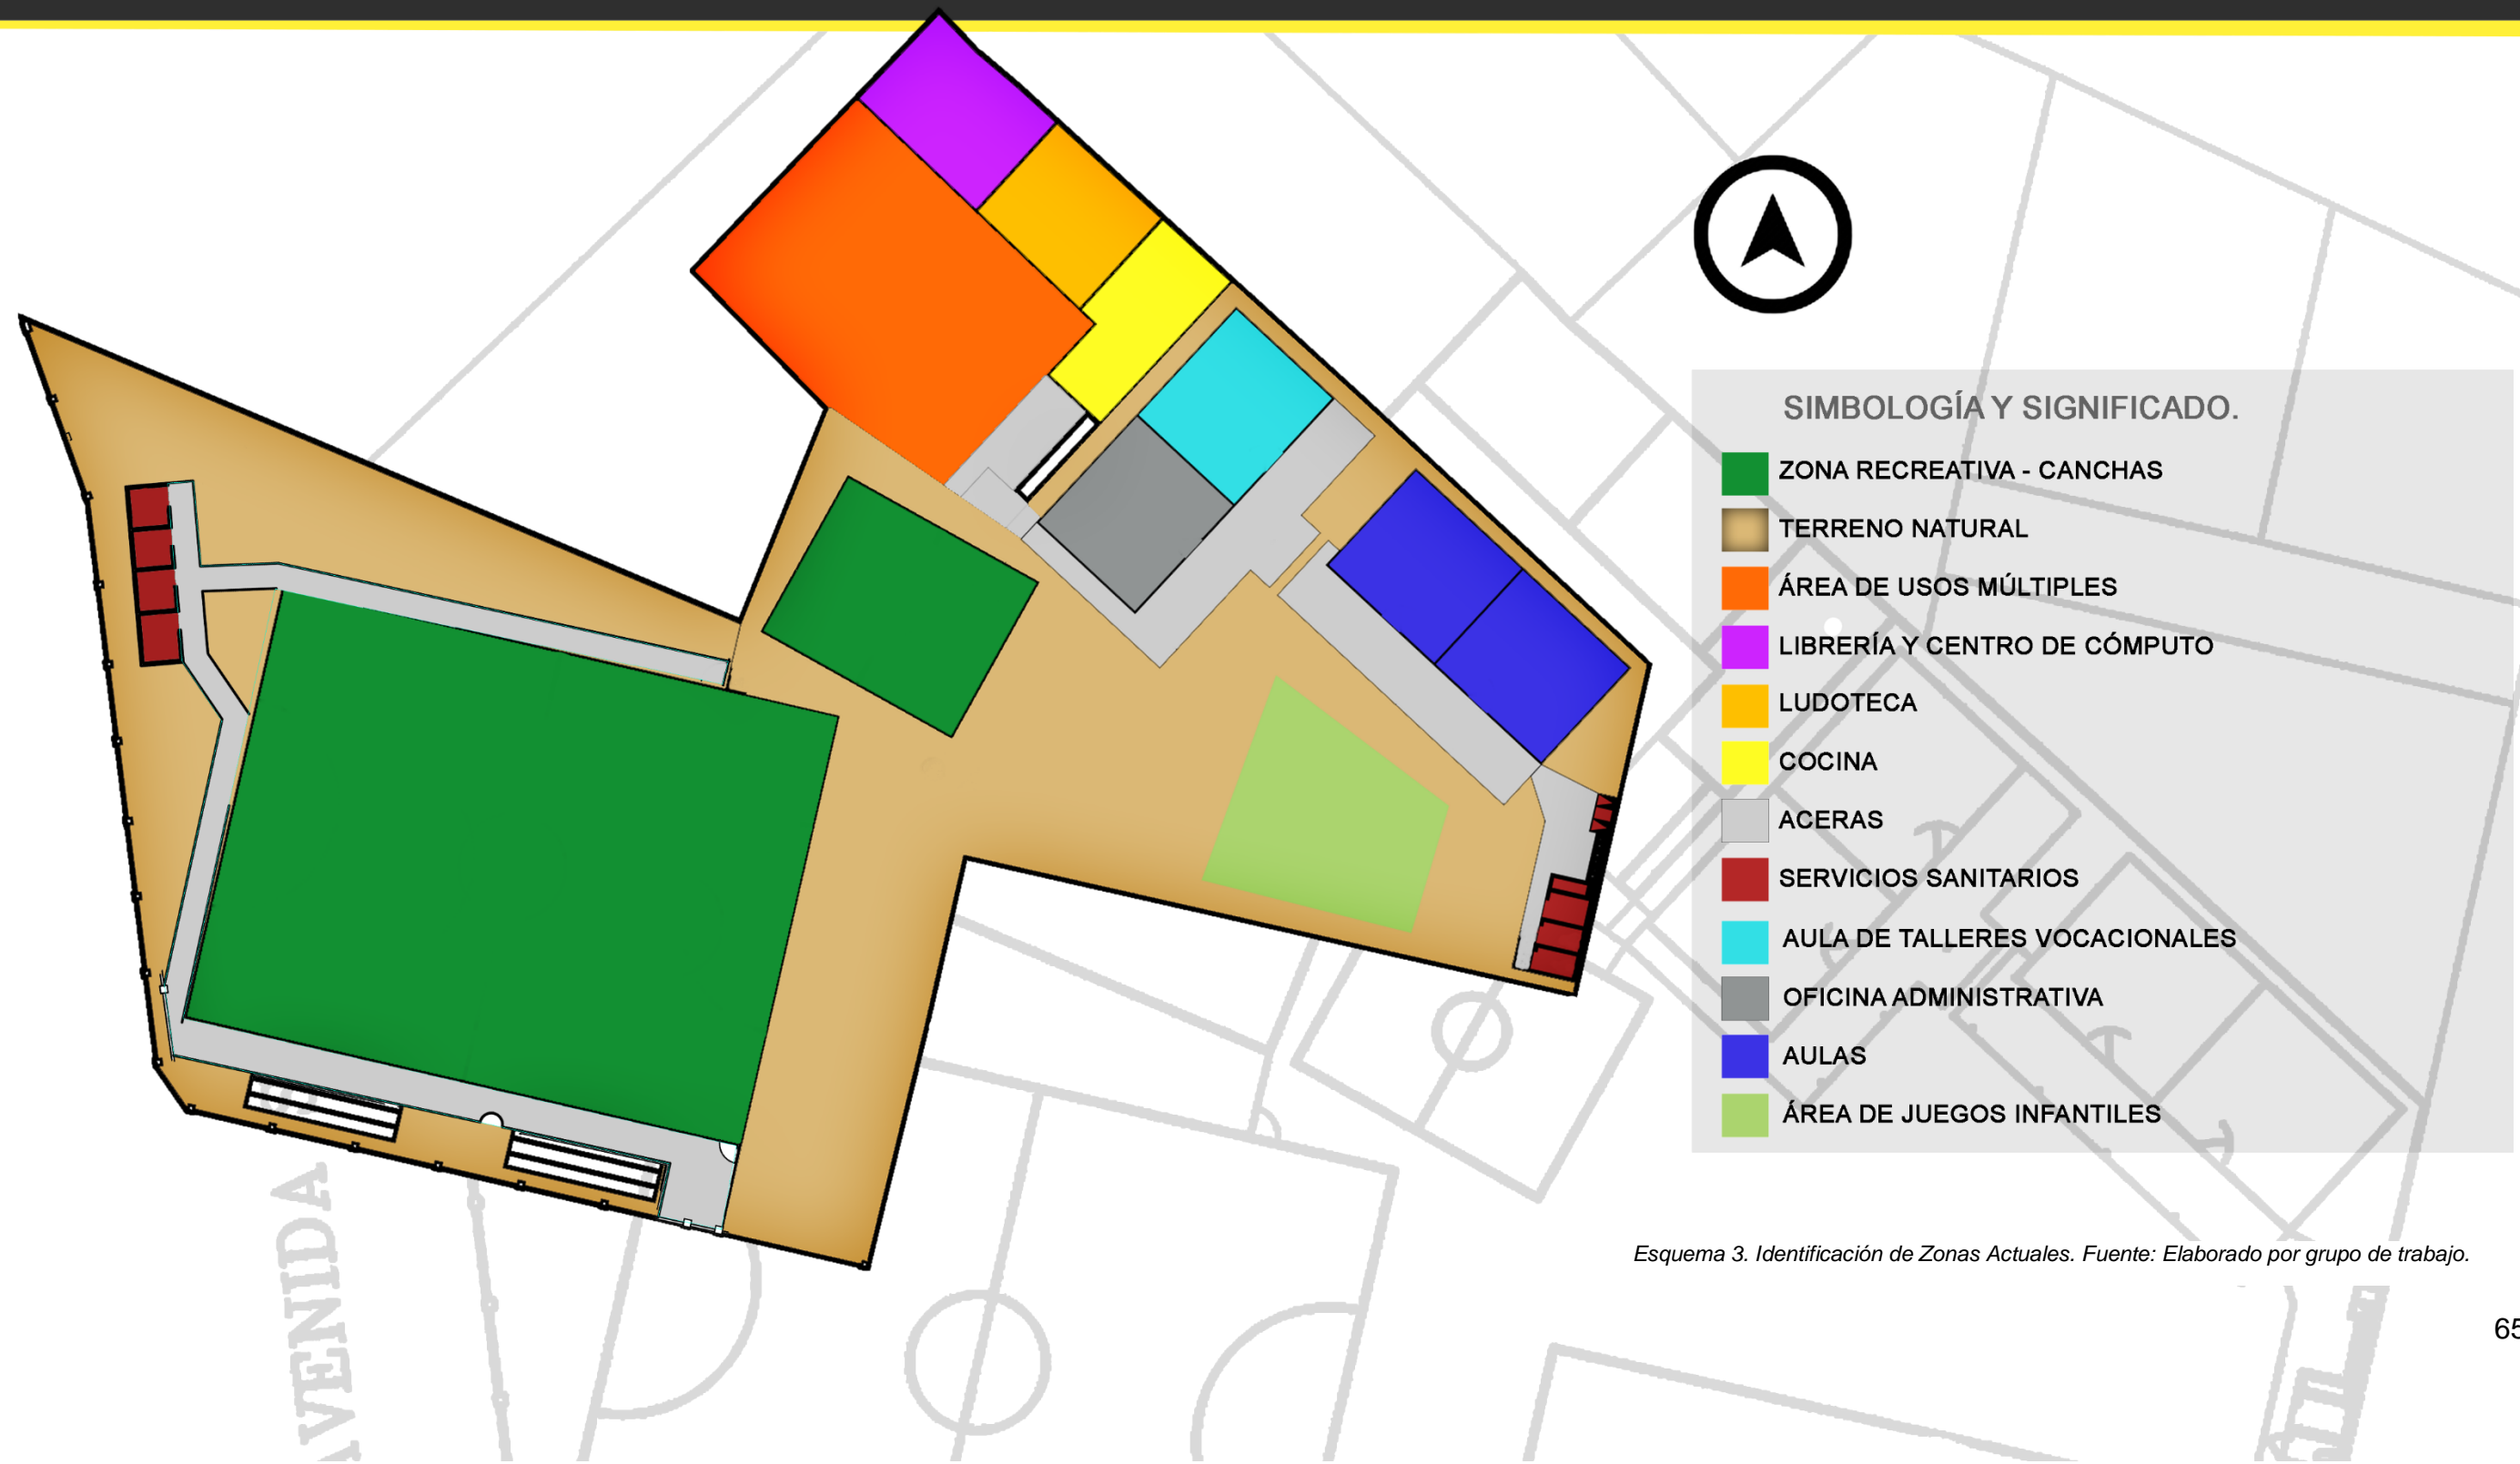 SIMBOLOGÍA Y SIGNIFICADO.
ZONA RECREATIVA - CANCHAS
TERRENO NATURAL
ÁREA DE USOS MÚLTIPLES
LIBRERÍA Y CENTRO DE CÓMPUTO
LUDOTECA
COCINA
ACERAS
SERVICIOS SANITARIOS
AULA DE TALLERES VOCACIONALES
OFICINA ADMINISTRATIVA
AULAS
ÁREA DE JUEGOS INFANTILES
AVENIDA
Esquema 3. Identificación de Zonas Actuales. Fuente: Elaborado por grupo de trabajo.
65